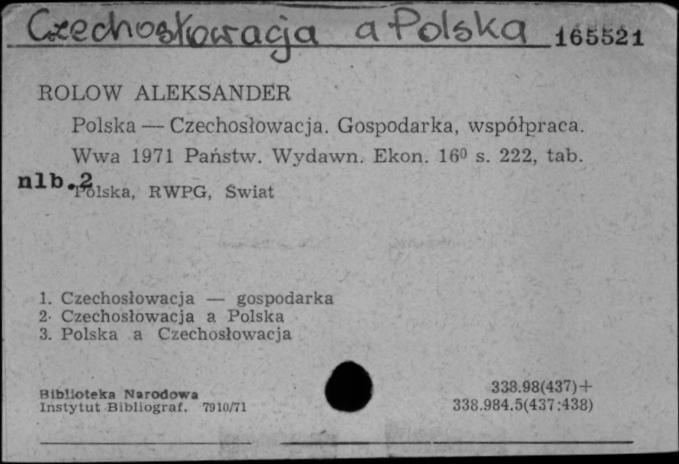 Czechosłowacja a Polska 165521
ROLOW ALEKSANDER
Polska — Czechosłowacja. Gospodarka, współpraca.
Wwa 1971 Państw. Wydawn. Ekon. 16⁰ s. 222, tab.
nlb.2
Polska, RWPG, Świat
1. Czechosłowacja — gospodarka
2. Czechosłowacja a Polska
3. Polska a Czechosłowacja
338.98(437)+
Biblioteka Narodowa
Instytut Bibliograf. 7910/71
338.984.5(437:438)